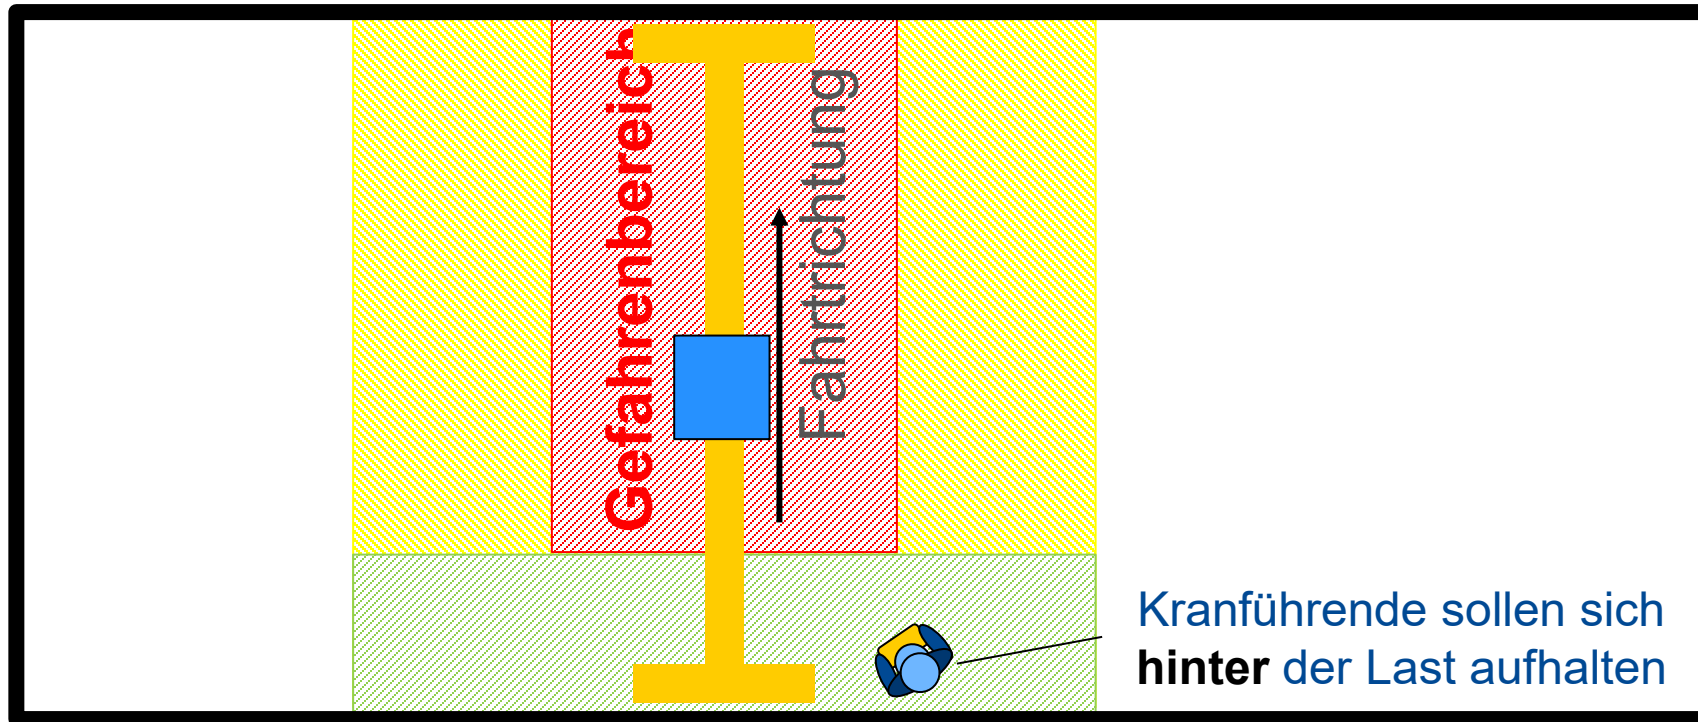 Gefahrenbereich
Fahrtrichtung
Kranführende sollen sich
hinter der Last aufhalten